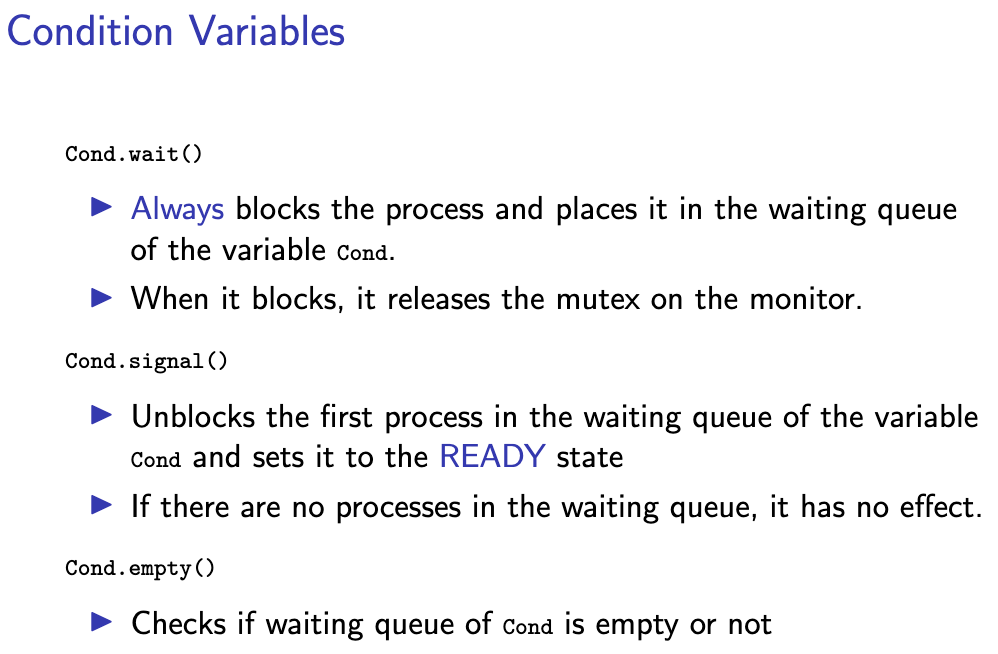 Condition Variables
Cond.wait()
▶ Always blocks the process and places it in the waiting queue
of the variable Cond.
▶ When it blocks, it releases the mutex on the monitor.
Cond.signal()
▶ Unblocks the first process in the waiting queue of the variable
Cond and sets it to the READY state
▶ If there are no processes in the waiting queue, it has no effect.
Cond.empty()
▶ Checks if waiting queue of Cond is empty or not